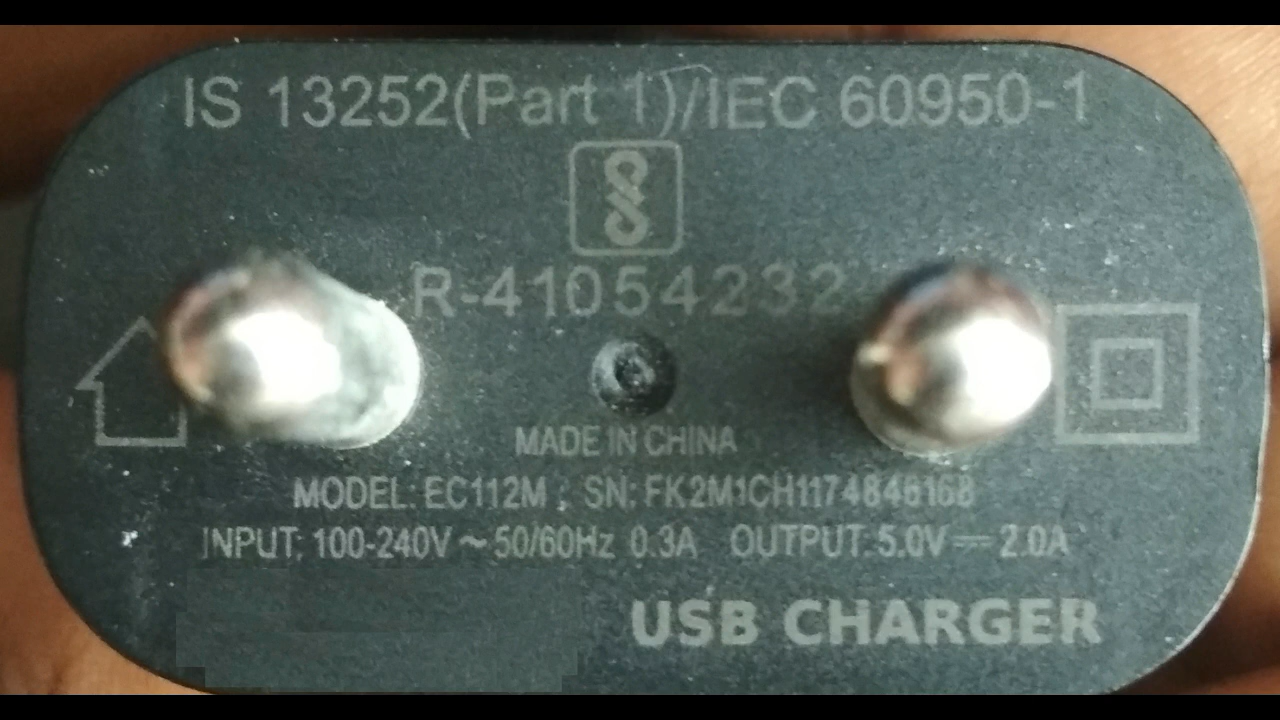 IS 13252(Part 1)/IEC 60950-1
R-41054232
MADE IN CHINA
MODEL: EC112M ; SN: FK2M1CH1174848168
INPUT: 100-240V ~ 50/60Hz 0.3A OUTPUT: 5.0V ⎓ 2.0A
USB CHARGER